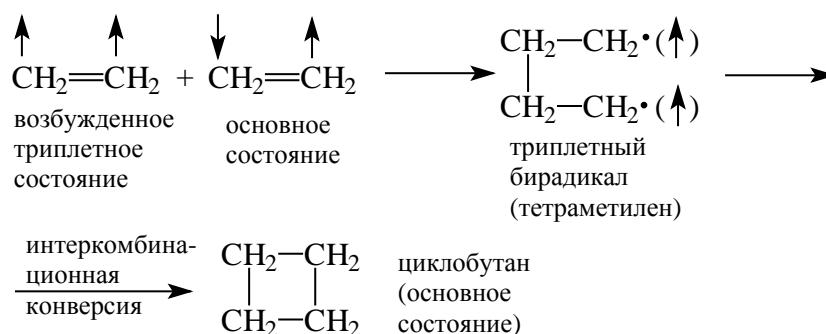 CH₂=CH₂ + CH₂=CH₂
CH₂—CH₂•(↑)
CH₂—CH₂•(↑)
возбужденное
триплетное
состояние
основное
состояние
триплетный
бирадикал
(тетраметилен)
интеркомбина-
ционная
конверсия
CH₂—CH₂
CH₂—CH₂
циклобутан
(основное
состояние)